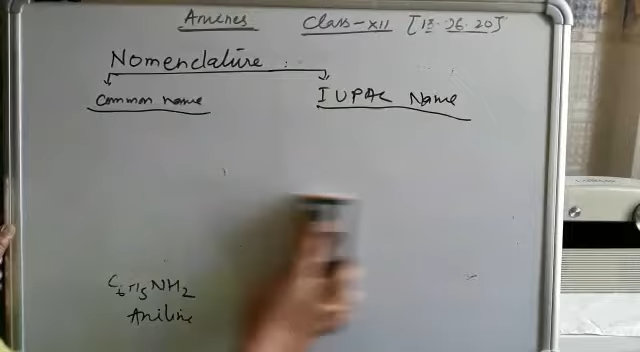 Amines Class-XII [13.26.20]
Nomenclature :
Common name IUPAC Name
C6H5NH2
Aniline